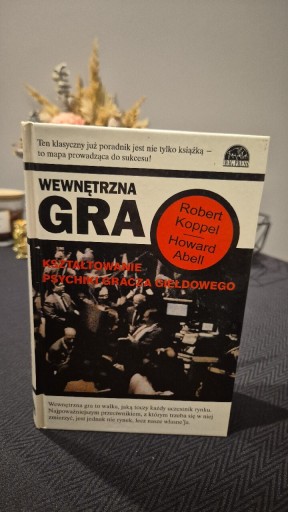 Ten klasyczny już poradnik jest nie tylko książką –
to mapa prowadząca do sukcesu!
WEWNĘTRZNA
GRA
Robert
Koppel
Howard
Abell
KSZTAŁTOWANIE
PSYCHIKI GRACZA GIEŁDOWEGO
Wewnętrzna gra to walka, jaką toczy każdy uczestnik rynku.
Najpoważniejszym przeciwnikiem, z którym trzeba się w niej
zmierzyć, jest jednak nie rynek, lecz nasze własne Ja.